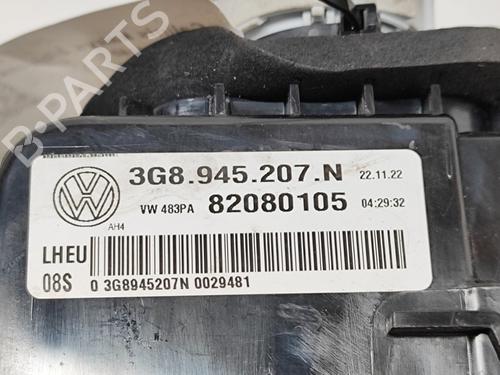 B-PARTS
3G8.945.207.N 22.11.22
VW 483PA 82080105 04:29:32
AH4
LHEU
08S 0 3G8945207N 0029481